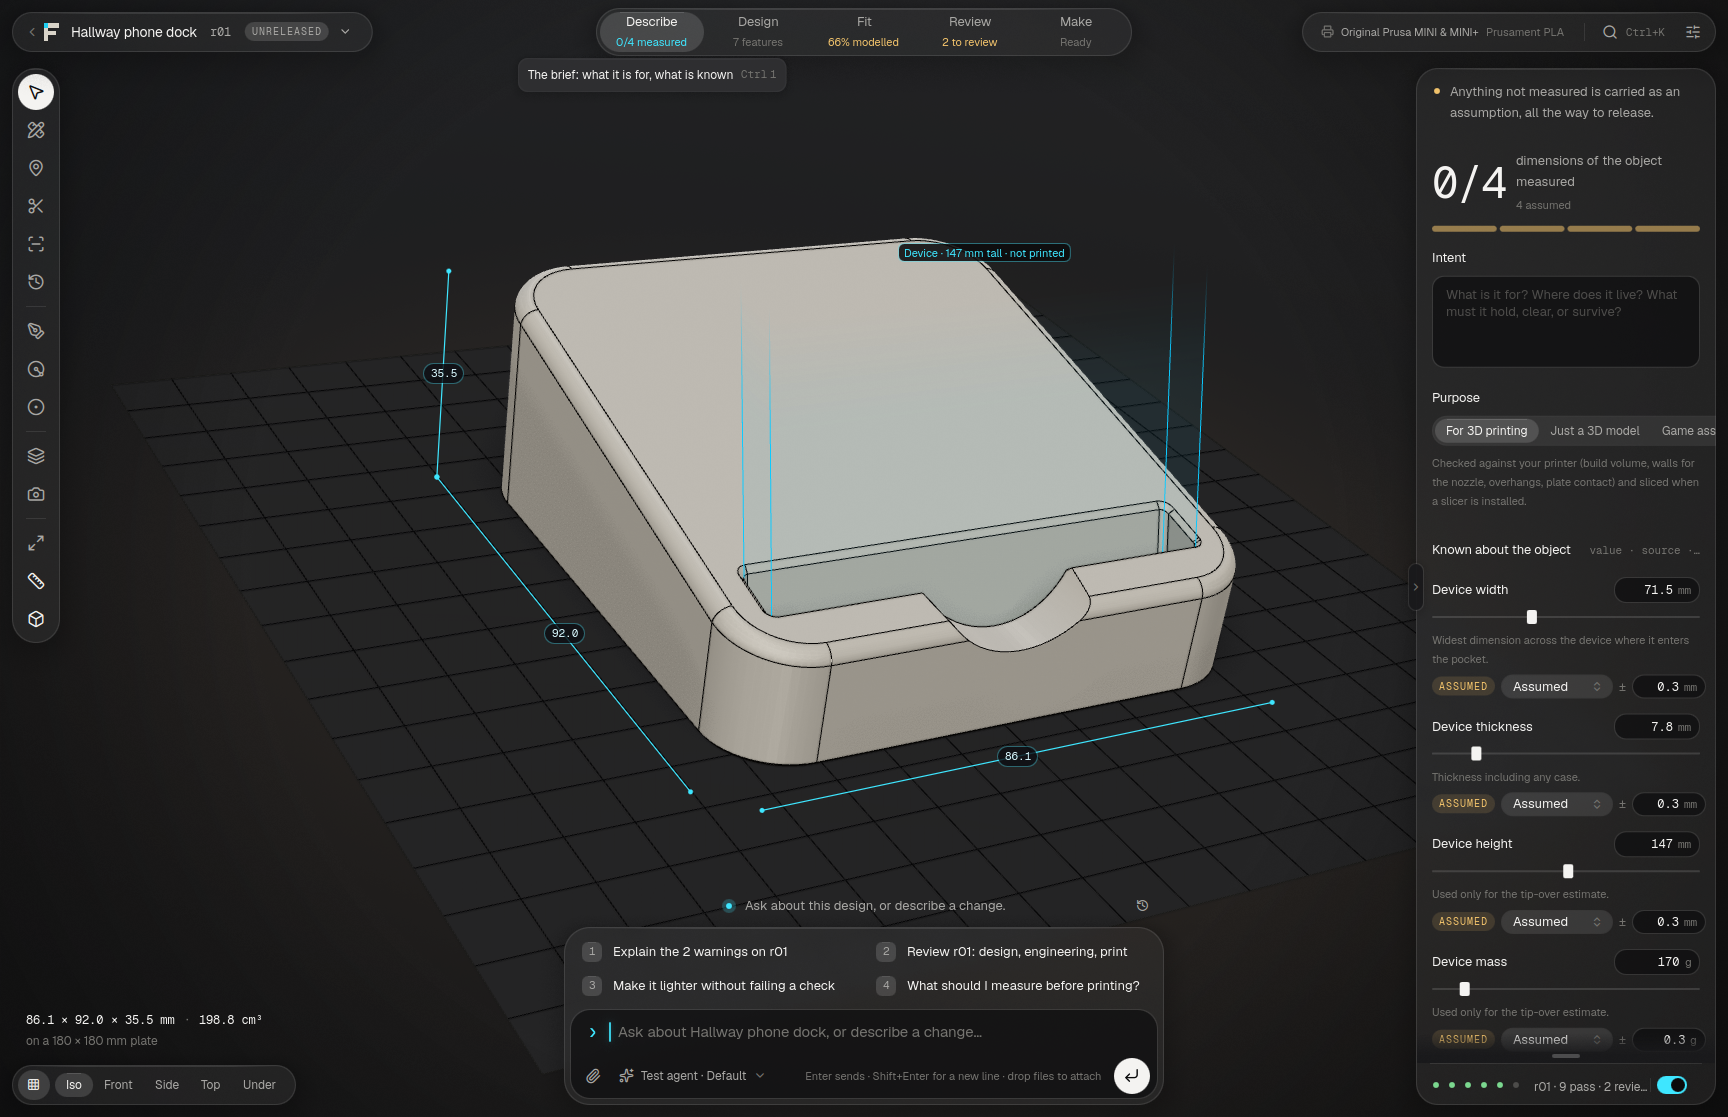 Hallway phone dock r01 UNRELEASED
Describe
0/4 measured
Design
7 features
Fit
66% modelled
Review
2 to review
Make
Ready
Original Prusa MINI & MINI+ Prusament PLA
Ctrl+K
The brief: what it is for, what is known Ctrl 1
Device · 147 mm tall · not printed
35.5
92.0
86.1
Anything not measured is carried as an
assumption, all the way to release.
0/4
dimensions of the object
measured
4 assumed
Intent
What is it for? Where does it live? What
must it hold, clear, or survive?
Purpose
For 3D printing Just a 3D model Game ass
Checked against your printer (build volume, walls for
the nozzle, overhangs, plate contact) and sliced when
a slicer is installed.
Known about the object value · source ·…
Device width 71.5 mm
Widest dimension across the device where it enters
the pocket.
ASSUMED Assumed ± 0.3 mm
Device thickness 7.8 mm
Thickness including any case.
ASSUMED Assumed ± 0.3 mm
Device height 147 mm
Used only for the tip-over estimate.
ASSUMED Assumed ± 0.3 mm
Device mass 170 g
Used only for the tip-over estimate.
ASSUMED Assumed ± 0.3 g
r01 · 9 pass · 2 revie…
Ask about this design, or describe a change.
1 Explain the 2 warnings on r01
2 Review r01: design, engineering, print
3 Make it lighter without failing a check
4 What should I measure before printing?
Ask about Hallway phone dock, or describe a change…
Test agent · Default
Enter sends · Shift+Enter for a new line · drop files to attach
86.1 × 92.0 × 35.5 mm · 198.8 cm³
on a 180 × 180 mm plate
Iso Front Side Top Under